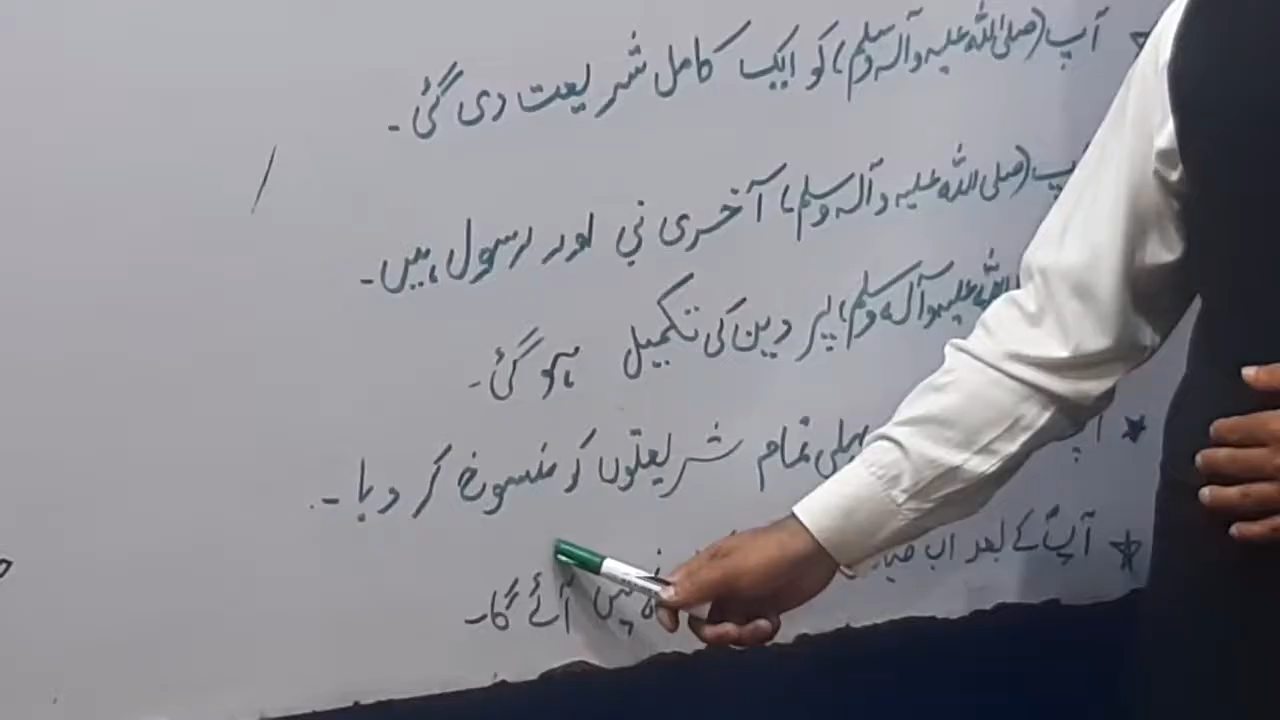 آپ (صلی اللہ علیہ وآلہ وسلم) کو ایک کامل شریعت دی گئی ۔
(صلی اللہ علیہ وآلہ وسلم) آخری نبی اور رسول ہیں ۔
اللہ علیہ وآلہ وسلم) پر دین کی تکمیل ہو گئی ۔
پہلی تمام شریعتوں کو منسوخ کر دیا ۔
آپؐ کے بعد اب نہیں آئے گا ۔